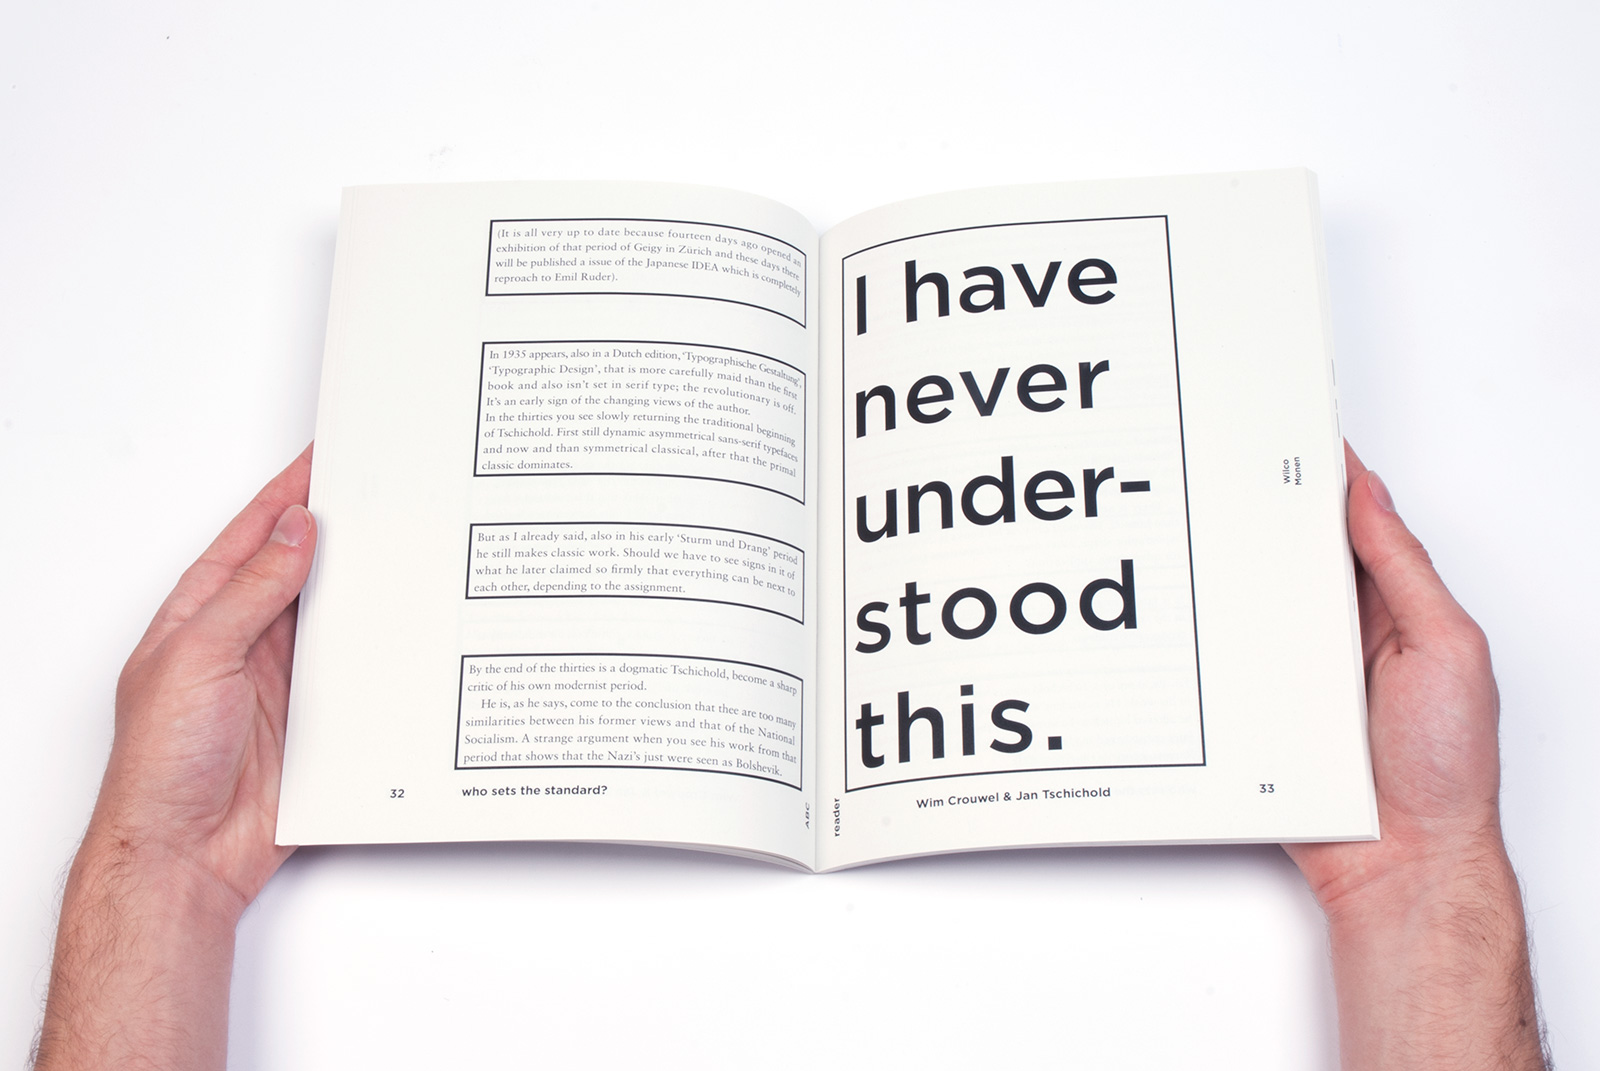 (It is all very up to date because fourteen days ago opened an
exhibition of that period of Geigy in Zürich and these days there
will be published a issue of the Japanese IDEA which is completely
reproach to Emil Ruder).
In 1935 appears, also in a Dutch edition, ‘Typographische Gestaltung’,
‘Typographic Design’, that is more carefully maid than the first
book and also isn’t set in serif type; the revolutionary is off.
It’s an early sign of the changing views of the author.
In the thirties you see slowly returning the traditional beginning
of Tschichold. First still dynamic asymmetrical sans-serif typefaces
and now and than symmetrical classical, after that the primal
classic dominates.
But as I already said, also in his early ‘Sturm und Drang’ period
he still makes classic work. Should we have to see signs in it of
what he later claimed so firmly that everything can be next to
each other, depending to the assignment.
By the end of the thirties is a dogmatic Tschichold, become a sharp
critic of his own modernist period.
He is, as he says, come to the conclusion that thee are too many
similarities between his former views and that of the National
Socialism. A strange argument when you see his work from that
period that shows that the Nazi’s just were seen as Bolshevik.
32
who sets the standard?
ABC
I have
never
under-
stood
this.
reader
Wim Crouwel & Jan Tschichold
33
Wilco
Monen